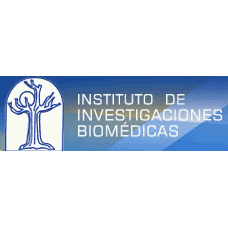 INSTITUTO DE
INVESTIGACIONES
BIOMÉDICAS